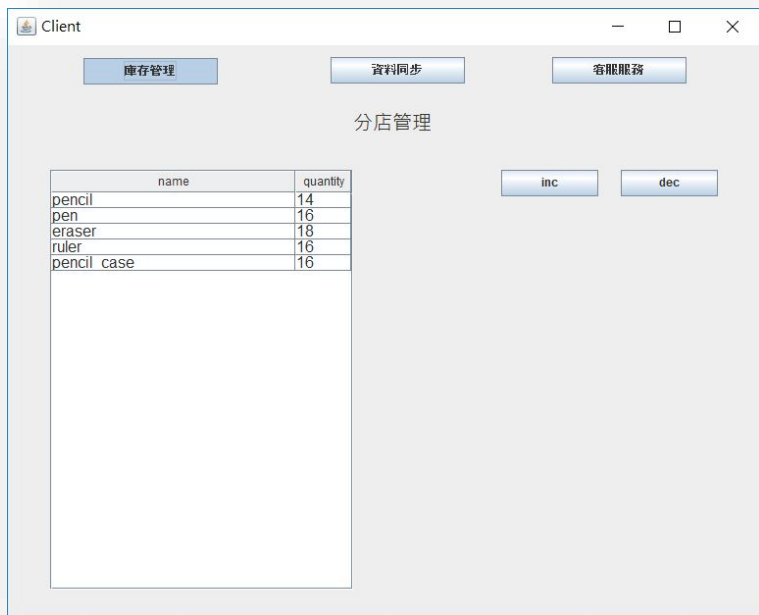 Client
庫存管理 資料同步 客服服務
分店管理
name quantity inc dec
pencil 14
pen 16
eraser 18
ruler 16
pencil case 16